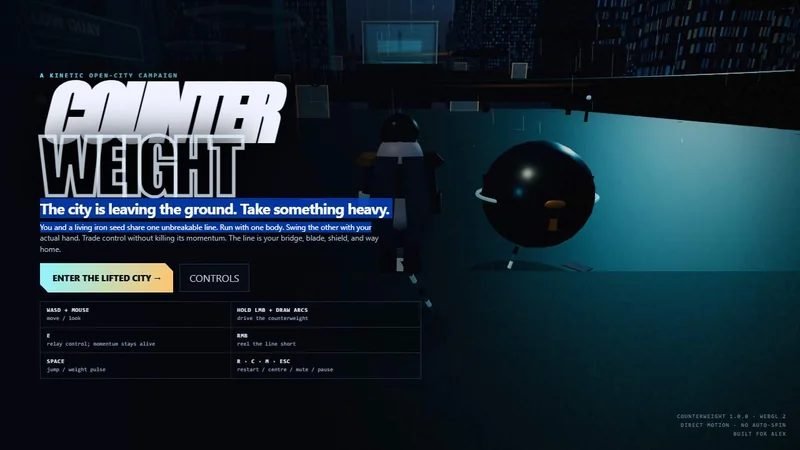 LOW QUAY
A KINETIC OPEN-CITY CAMPAIGN
COUNTER
WEIGHT
The city is leaving the ground. Take something heavy.
You and a living iron seed share one unbreakable line. Run with one body. Swing the other with your
actual hand. Trade control without killing its momentum. The line is your bridge, blade, shield, and way
home.
ENTER THE LIFTED CITY →
CONTROLS
WASD + MOUSE
move / look
HOLD LMB + DRAW ARCS
drive the counterweight
E
relay control; momentum stays alive
RMB
reel the line short
SPACE
jump / weight pulse
R · C · M · ESC
restart / centre / mute / pause
COUNTERWEIGHT 1.0.0 · WEBGL 2
DIRECT MOTION · NO AUTO-SPIN
BUILT FOR ALEX